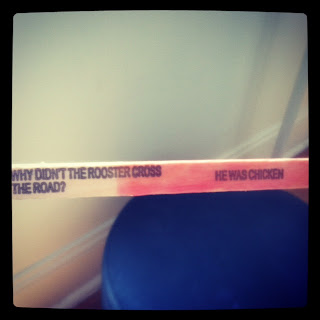 WHY DIDN'T THE ROOSTER CROSS
THE ROAD?
HE WAS CHICKEN